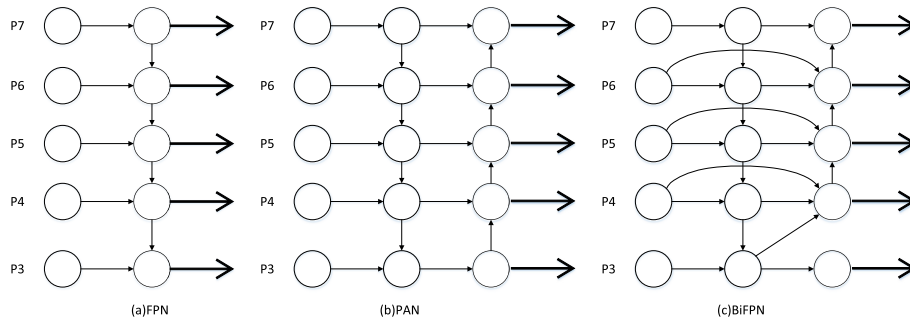 P7 P7 P7
P6 P6 P6
P5 P5 P5
P4 P4 P4
P3 P3 P3
(a)FPN (b)PAN (c)BiFPN